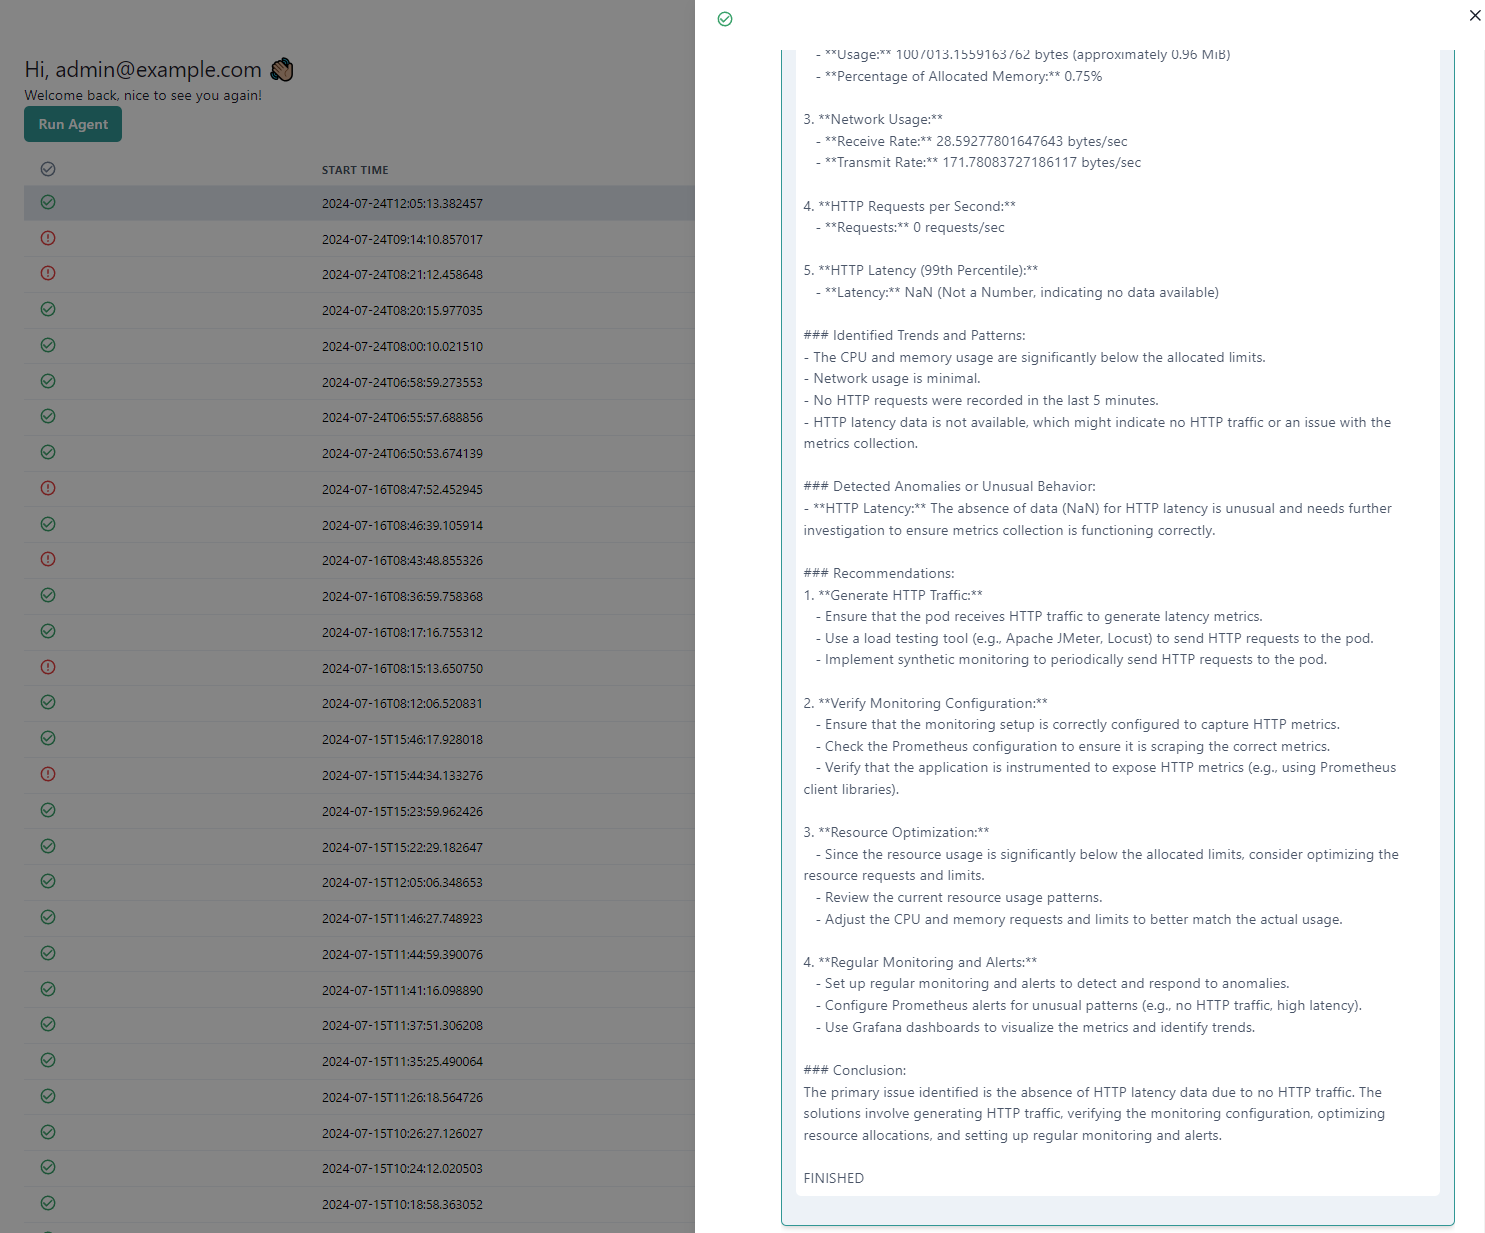 Hi, admin@example.com
Welcome back, nice to see you again!
Run Agent
START TIME
2024-07-24T12:05:13.382457
2024-07-24T09:14:10.857017
2024-07-24T08:21:12.458648
2024-07-24T08:20:15.977035
2024-07-24T08:00:10.021510
2024-07-24T06:58:59.273553
2024-07-24T06:55:57.688856
2024-07-24T06:50:53.674139
2024-07-16T08:47:52.452945
2024-07-16T08:46:39.105914
2024-07-16T08:43:48.855326
2024-07-16T08:36:59.758368
2024-07-16T08:17:16.755312
2024-07-16T08:15:13.650750
2024-07-16T08:12:06.520831
2024-07-15T15:46:17.928018
2024-07-15T15:44:34.133276
2024-07-15T15:23:59.962426
2024-07-15T15:22:29.182647
2024-07-15T12:05:06.348653
2024-07-15T11:46:27.748923
2024-07-15T11:44:59.390076
2024-07-15T11:41:16.098890
2024-07-15T11:37:51.306208
2024-07-15T11:35:25.490064
2024-07-15T11:26:18.564726
2024-07-15T10:26:27.126027
2024-07-15T10:24:12.020503
2024-07-15T10:18:58.363052
- **Usage:** 1007013.1559163762 bytes (approximately 0.96 MiB)
- **Percentage of Allocated Memory:** 0.75%
3. **Network Usage:**
- **Receive Rate:** 28.59277801647643 bytes/sec
- **Transmit Rate:** 171.78083727186117 bytes/sec
4. **HTTP Requests per Second:**
- **Requests:** 0 requests/sec
5. **HTTP Latency (99th Percentile):**
- **Latency:** NaN (Not a Number, indicating no data available)
### Identified Trends and Patterns:
- The CPU and memory usage are significantly below the allocated limits.
- Network usage is minimal.
- No HTTP requests were recorded in the last 5 minutes.
- HTTP latency data is not available, which might indicate no HTTP traffic or an issue with the
metrics collection.
### Detected Anomalies or Unusual Behavior:
- **HTTP Latency:** The absence of data (NaN) for HTTP latency is unusual and needs further
investigation to ensure metrics collection is functioning correctly.
### Recommendations:
1. **Generate HTTP Traffic:**
- Ensure that the pod receives HTTP traffic to generate latency metrics.
- Use a load testing tool (e.g., Apache JMeter, Locust) to send HTTP requests to the pod.
- Implement synthetic monitoring to periodically send HTTP requests to the pod.
2. **Verify Monitoring Configuration:**
- Ensure that the monitoring setup is correctly configured to capture HTTP metrics.
- Check the Prometheus configuration to ensure it is scraping the correct metrics.
- Verify that the application is instrumented to expose HTTP metrics (e.g., using Prometheus
client libraries).
3. **Resource Optimization:**
- Since the resource usage is significantly below the allocated limits, consider optimizing the
resource requests and limits.
- Review the current resource usage patterns.
- Adjust the CPU and memory requests and limits to better match the actual usage.
4. **Regular Monitoring and Alerts:**
- Set up regular monitoring and alerts to detect and respond to anomalies.
- Configure Prometheus alerts for unusual patterns (e.g., no HTTP traffic, high latency).
- Use Grafana dashboards to visualize the metrics and identify trends.
### Conclusion:
The primary issue identified is the absence of HTTP latency data due to no HTTP traffic. The
solutions involve generating HTTP traffic, verifying the monitoring configuration, optimizing
resource allocations, and setting up regular monitoring and alerts.
FINISHED